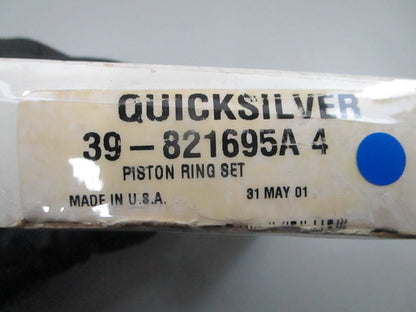 QUICKSILVER
39-821695A 4
PISTON RING SET
MADE IN U.S.A. 31 MAY 01